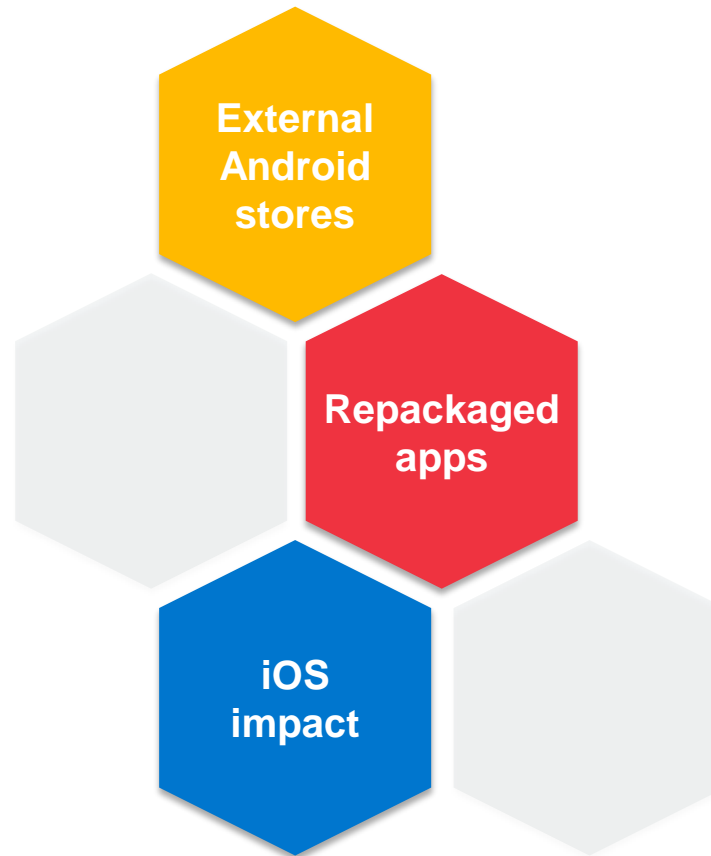 External
Android
stores
Repackaged
apps
iOS
impact